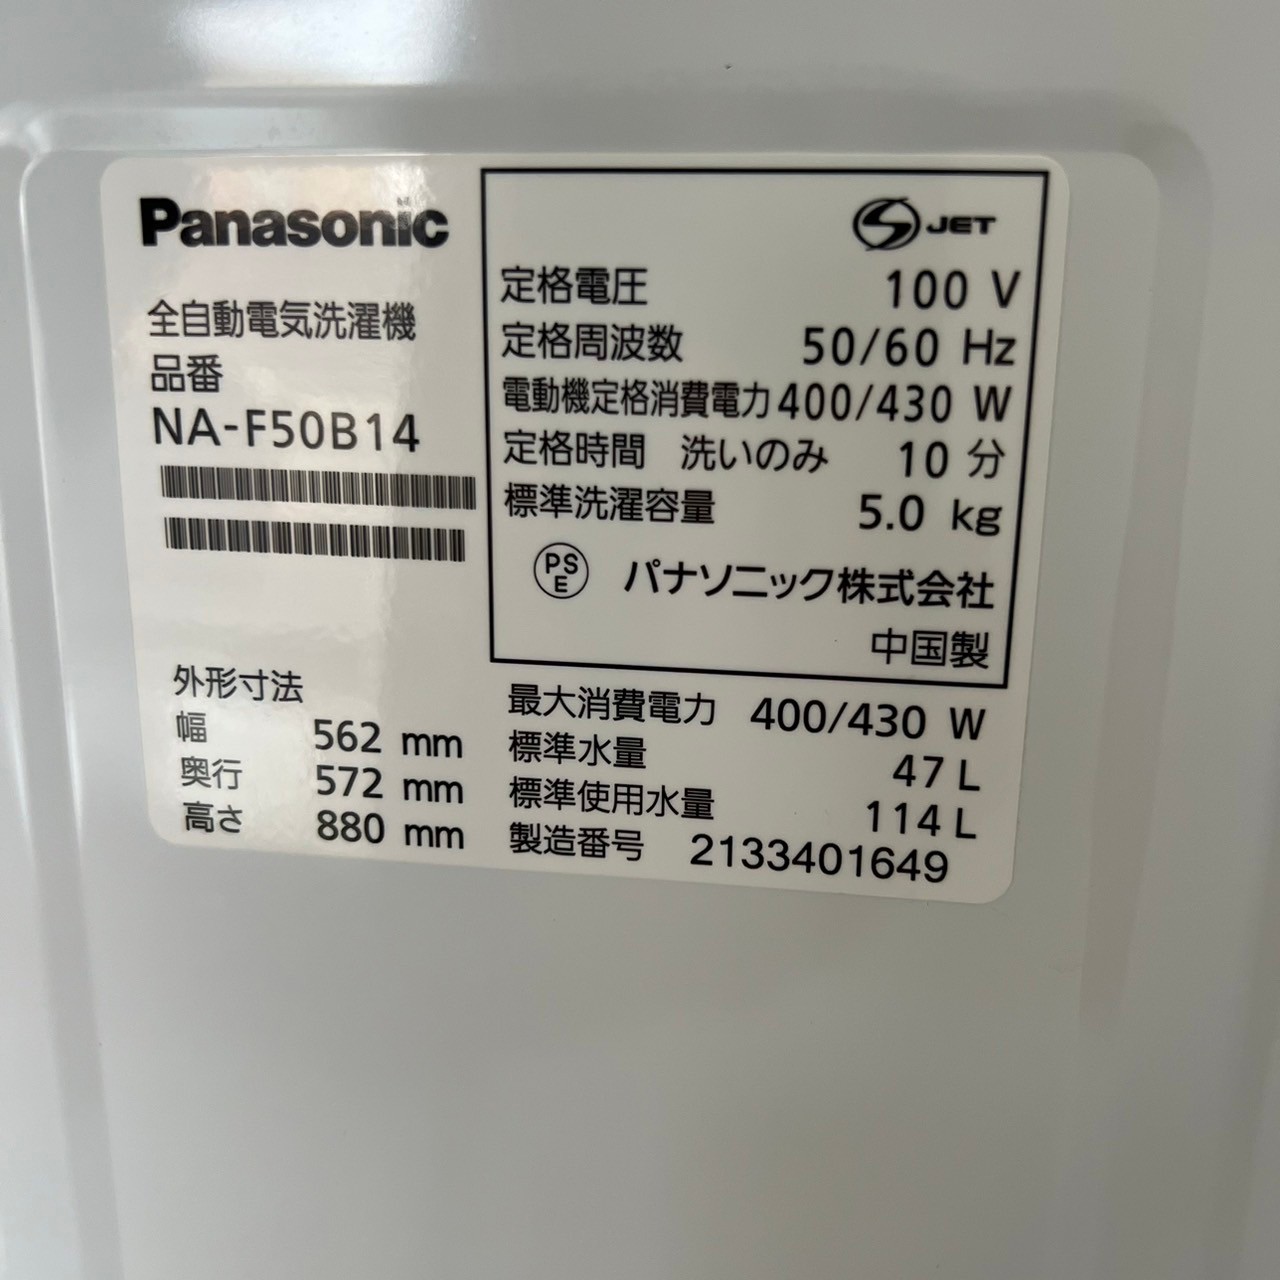 Panasonic
全自動電気洗濯機
品番
NA-F50B14
外形寸法
幅 562 mm
奥行 572 mm
高さ 880 mm
S JET
定格電圧 100 V
定格周波数 50/60 Hz
電動機定格消費電力 400/430 W
定格時間 洗いのみ 10 分
標準洗濯容量 5.0 kg
PS
E
パナソニック株式会社
中国製
最大消費電力 400/430 W
標準水量 47 L
標準使用水量 114 L
製造番号 2133401649